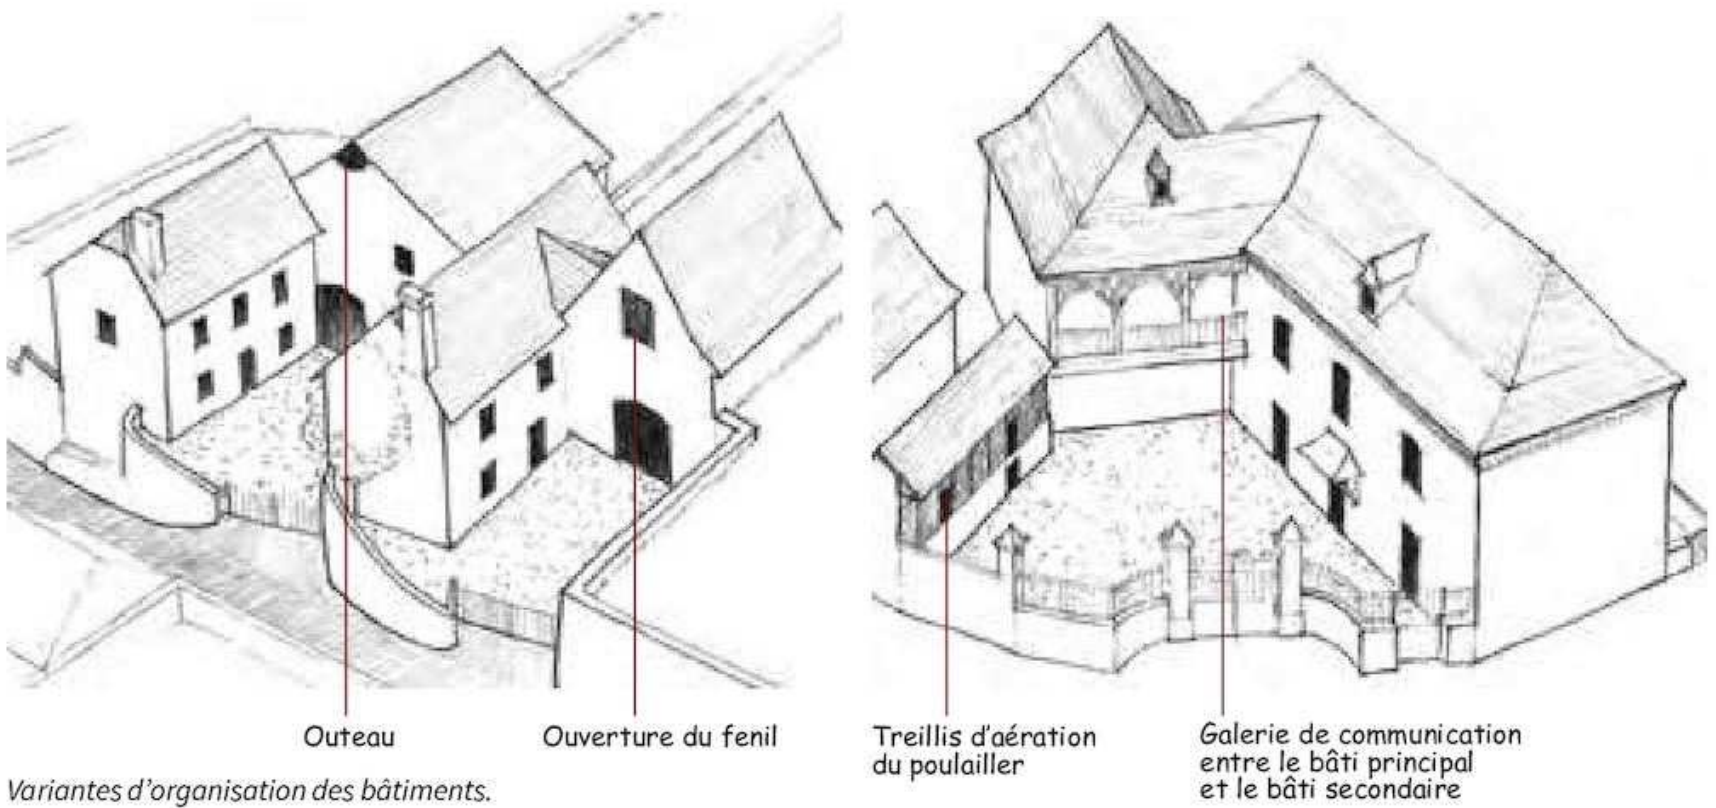 Outeau
Ouverture du fenil
Treillis d'aération
du poulailler
Galerie de communication
entre le bâti principal
et le bâti secondaire
Variantes d'organisation des bâtiments.